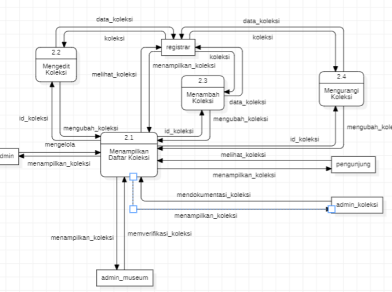 data_koleksi
data_koleksi
koleksi
koleksi
registrar
2.2
Mengedit
Koleksi
melihat_koleksi
koleksi
menampilkan_koleksi
2.3
Menambah
Koleksi
data_koleksi
2.4
Mengurangi
Koleksi
id_koleksi
mengubah_koleksi
id_koleksi
mengubah_koleksi
mengubah_kole
mengelola
2.1
Menampilkan
Daftar Koleksi
id_koleksi
dmin
menampilkan_koleksi
melihat_koleksi
pengunjung
menampilkan_koleksi
mendokumentasi_koleksi
admin_koleksi
menampilkan_koleksi
menampilkan_koleksi
memverifikasi_koleksi
admin_museum